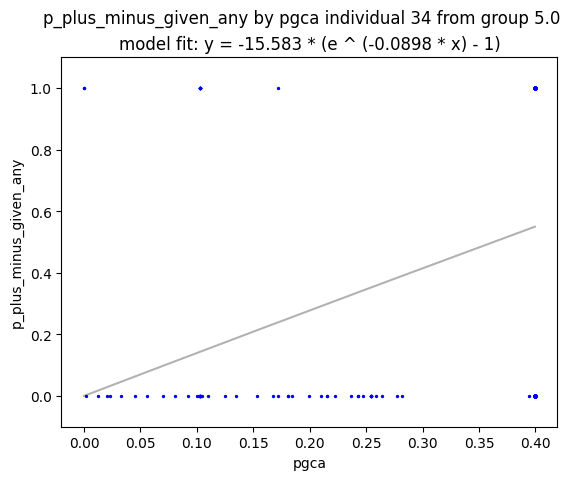 p_plus_minus_given_any by pgca individual 34 from group 5.0
model fit: y = -15.583 * (e ^ (-0.0898 * x) - 1)
1.0
0.8
0.6
0.4
0.2
0.0
p_plus_minus_given_any
0.00 0.05 0.10 0.15 0.20 0.25 0.30 0.35 0.40
pgca